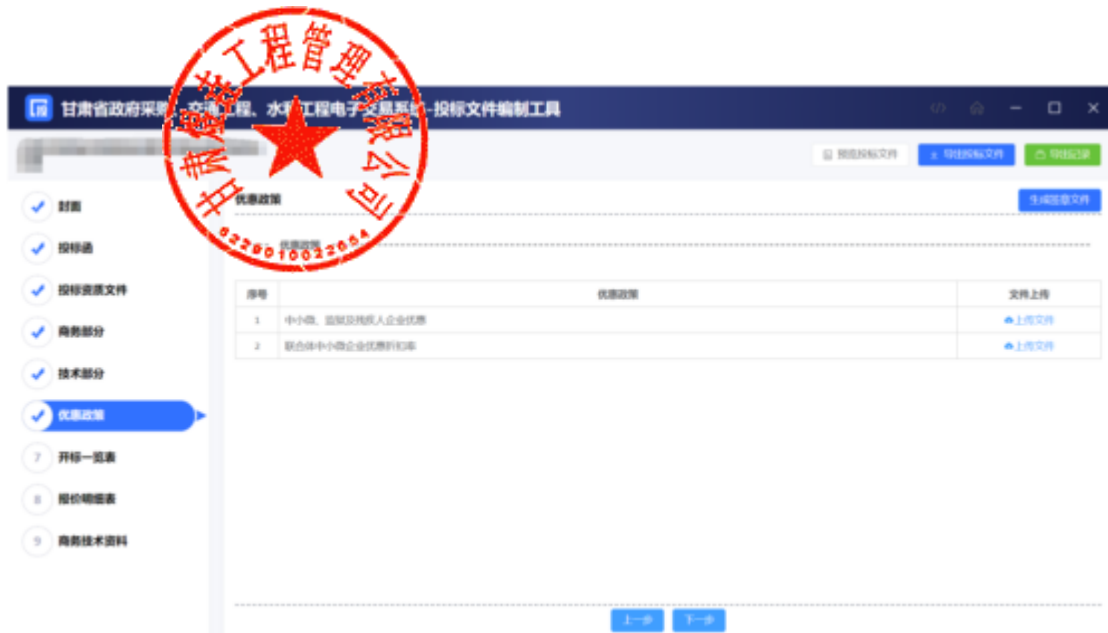 甘肃省政府采购、交通工程、水利工程电子交易系统-投标文件编制工具
预览投标文件
导出投标文件
导出记录
优惠政策
生成签章文件
优惠政策
序号 优惠政策 文件上传
1 中小微、监狱及残疾人企业优惠 上传文件
2 联合体中小微企业优惠折扣率 上传文件
封面
投标函
投标资质文件
商务部分
技术部分
优惠政策
7 开标一览表
8 报价明细表
9 商务技术资料
上一步
下一步
工程管理有限公司
6229010022654